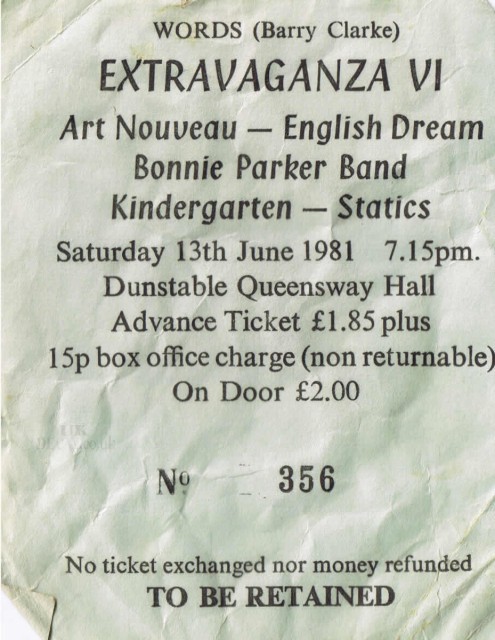 WORDS (Barry Clarke)
EXTRAVAGANZA VI
Art Nouveau — English Dream
Bonnie Parker Band
Kindergarten — Statics
Saturday 13th June 1981 7.15pm.
Dunstable Queensway Hall
Advance Ticket £1.85 plus
15p box office charge (non returnable)
On Door £2.00
Nº 356
No ticket exchanged nor money refunded
TO BE RETAINED